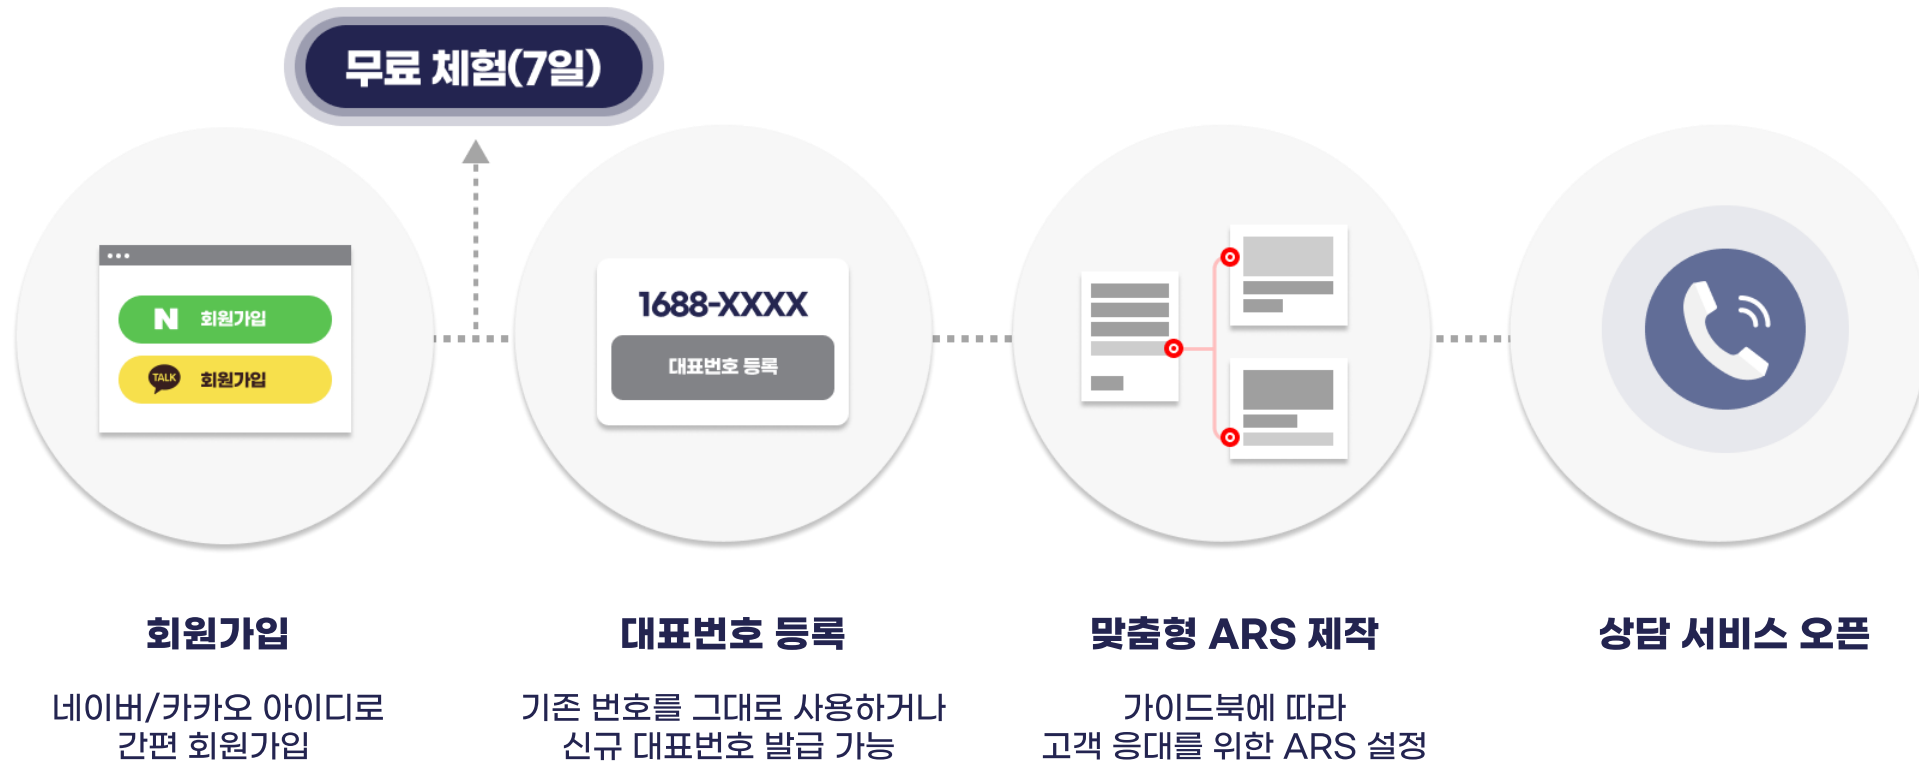 무료 체험(7일)
N 회원가입
TALK 회원가입
1688-XXXX
대표번호 등록
회원가입
네이버/카카오 아이디로
간편 회원가입
대표번호 등록
기존 번호를 그대로 사용하거나
신규 대표번호 발급 가능
맞춤형 ARS 제작
가이드북에 따라
고객 응대를 위한 ARS 설정
상담 서비스 오픈